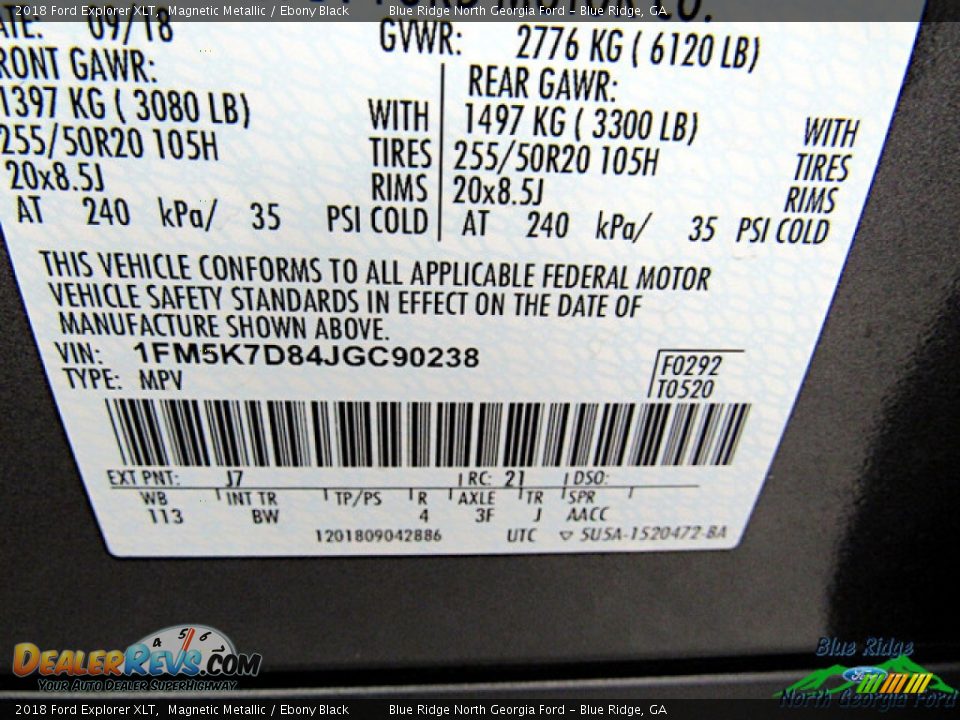 2018 Ford Explorer XLT, Magnetic Metallic / Ebony Black Blue Ridge North Georgia Ford - Blue Ridge, GA
09/18
GVWR: 2776 KG ( 6120 LB)
FRONT GAWR: REAR GAWR:
1397 KG ( 3080 LB) WITH 1497 KG ( 3300 LB) WITH
255/50R20 105H TIRES 255/50R20 105H TIRES
20x8.5J RIMS 20x8.5J RIMS
AT 240 kPa/ 35 PSI COLD AT 240 kPa/ 35 PSI COLD
THIS VEHICLE CONFORMS TO ALL APPLICABLE FEDERAL MOTOR
VEHICLE SAFETY STANDARDS IN EFFECT ON THE DATE OF
MANUFACTURE SHOWN ABOVE.
VIN: 1FM5K7D84JGC90238
F0292
TYPE: MPV
T0520
EXT PNT: J7 RC: 21 DSO:
WB INT TR TP/PS R AXLE TR SPR
113 BW 4 3F J AACC
1201809042886 UTC ▽ 5U5A-1520472-BA
4 5 6
DEALERREVS.COM
YOUR AUTO DEALER SUPERHIGHWAY
Blue Ridge
Ford
North Georgia Ford
2018 Ford Explorer XLT, Magnetic Metallic / Ebony Black Blue Ridge North Georgia Ford - Blue Ridge, GA